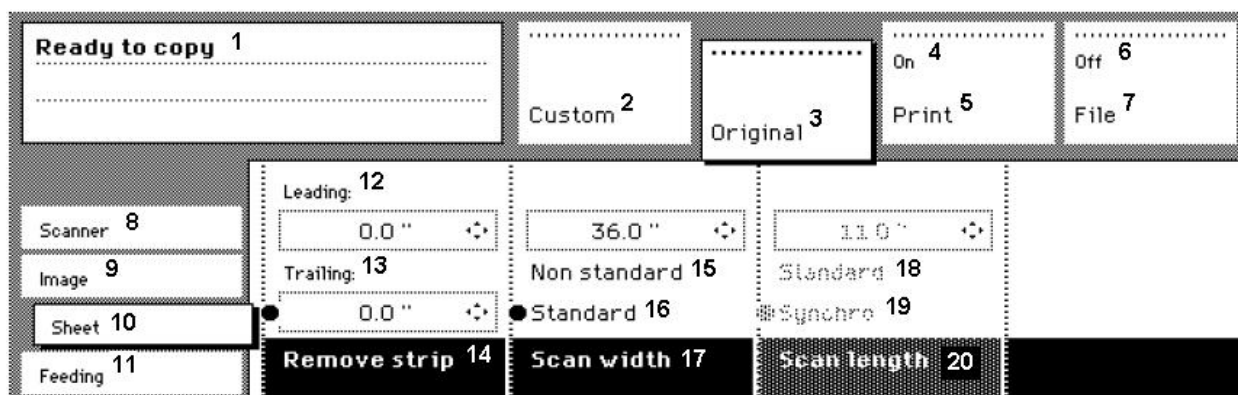 Ready to copy 1
Custom 2
Original 3
On 4
Print 5
Off 6
File 7
Scanner 8
Image 9
Sheet 10
Feeding 11
Leading: 12
0.0 "
Trailing: 13
0.0 "
Remove strip 14
36.0 "
Non standard 15
Standard 16
Scan width 17
11.0 "
Standard 18
Synchro 19
Scan length 20